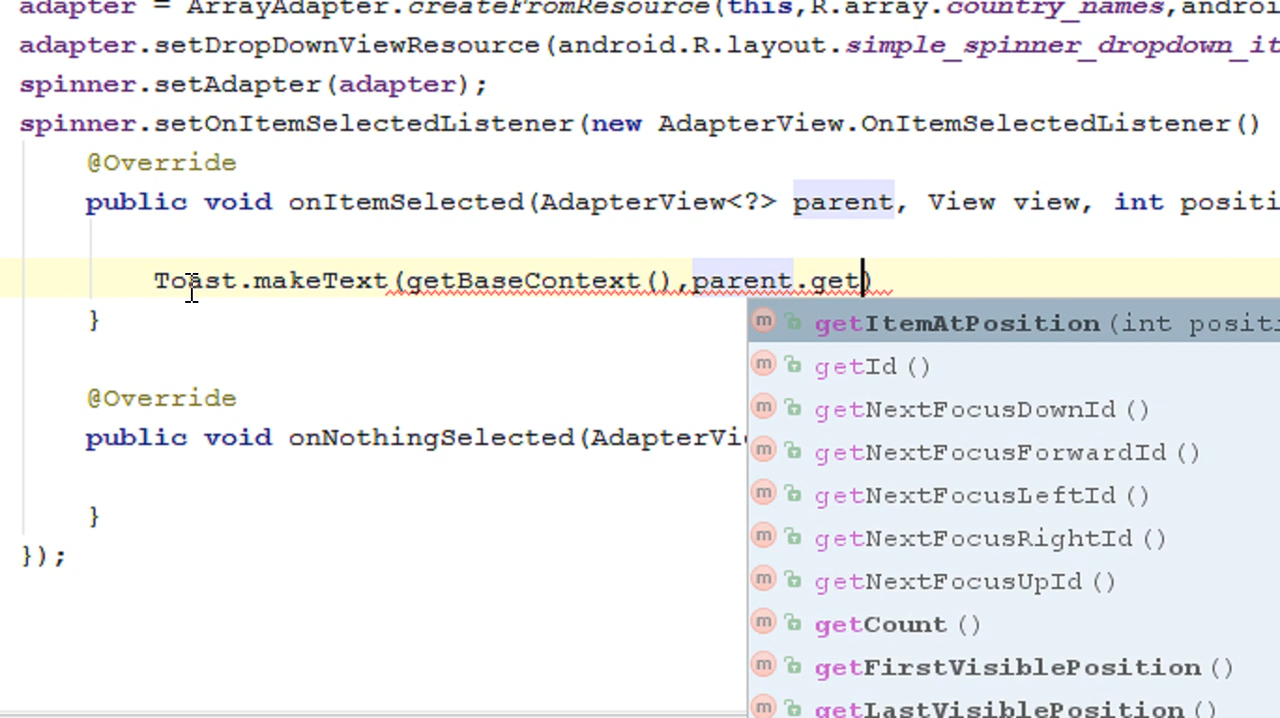 adapter = ArrayAdapter.createFromResource(this,R.array.country_names,androi
adapter.setDropDownViewResource(android.R.layout.simple_spinner_dropdown_it
spinner.setAdapter(adapter);
spinner.setOnItemSelectedListener(new AdapterView.OnItemSelectedListener()
@Override
public void onItemSelected(AdapterView<?> parent, View view, int positi
Toast.makeText(getBaseContext(),parent.get)
}
@Override
public void onNothingSelected(AdapterVi
}
});
m getItemAtPosition(int positi
m getId()
m getNextFocusDownId()
m getNextFocusForwardId()
m getNextFocusLeftId()
m getNextFocusRightId()
m getNextFocusUpId()
m getCount()
m getFirstVisiblePosition()
m getLastVisiblePosition()